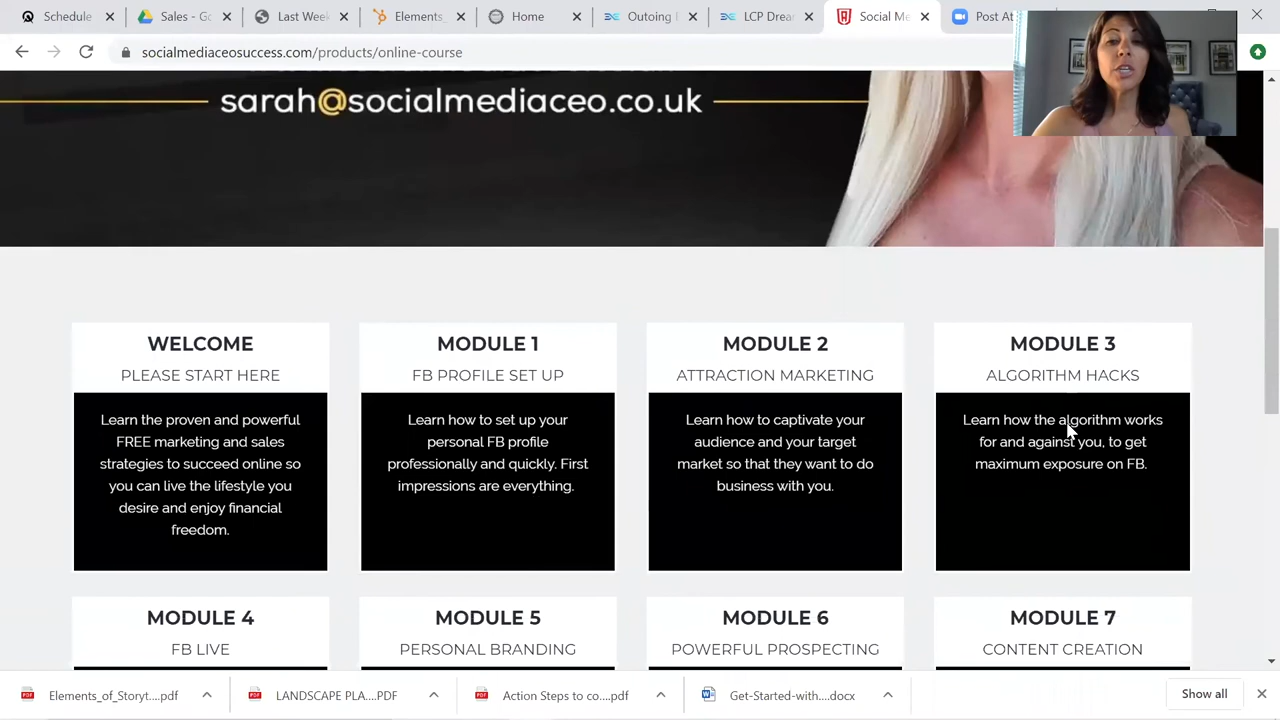 Schedule
Sales - Go
Last Week
Elements_
Home
Outoing I
LCP Drea
Social Me
Post At
socialmediaceosuccess.com/products/online-course
sarah@socialmediaceo.co.uk
WELCOME
PLEASE START HERE
Learn the proven and powerful
FREE marketing and sales
strategies to succeed online so
you can live the lifestyle you
desire and enjoy financial
freedom.
MODULE 1
FB PROFILE SET UP
Learn how to set up your
personal FB profile
professionally and quickly. First
impressions are everything.
MODULE 2
ATTRACTION MARKETING
Learn how to captivate your
audience and your target
market so that they want to do
business with you.
MODULE 3
ALGORITHM HACKS
Learn how the algorithm works
for and against you, to get
maximum exposure on FB.
MODULE 4
FB LIVE
MODULE 5
PERSONAL BRANDING
MODULE 6
POWERFUL PROSPECTING
MODULE 7
CONTENT CREATION
Elements_of_Storyt....pdf
LANDSCAPE PLA....PDF
Action Steps to co....pdf
Get-Started-with....docx
Show all